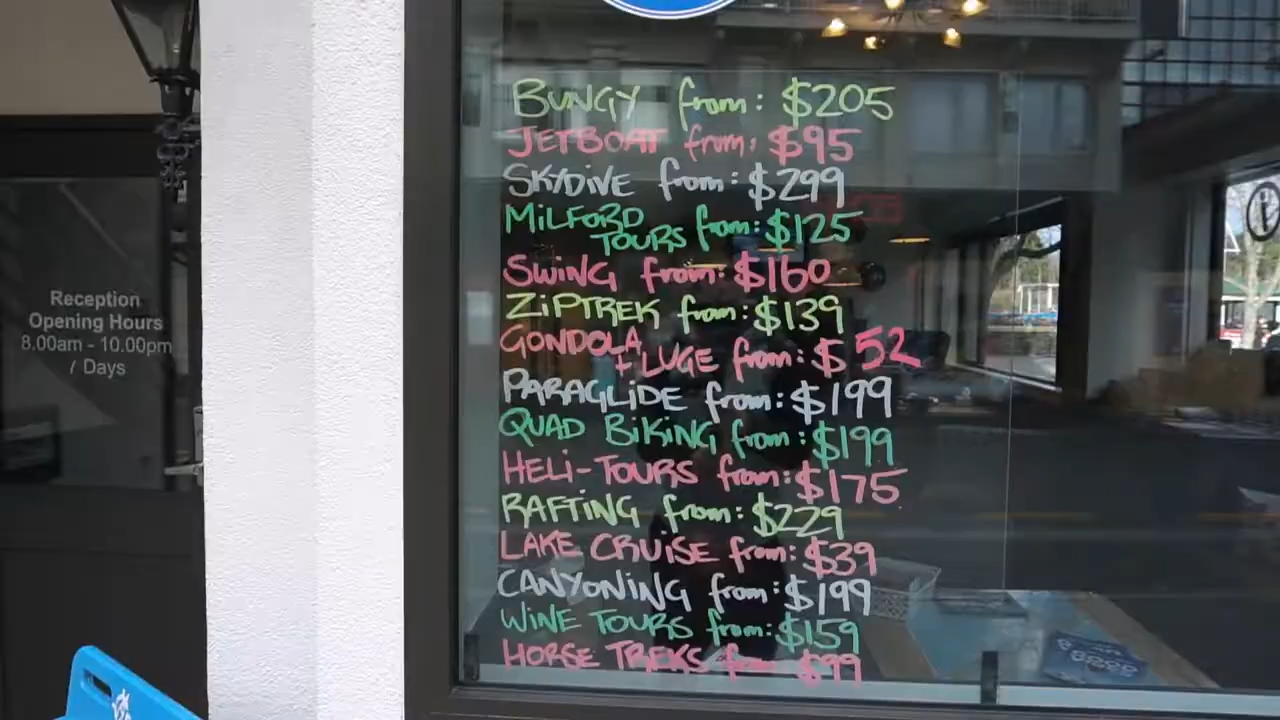 Reception
Opening Hours
8.00am - 10.00pm
7 Days
BUNGY from: $205
JETBOAT from: $95
SKYDIVE from: $299
MILFORD
TOURS from: $125
SWING from: $160
ZIPTREK from: $139
GONDOLA
+ LUGE from: $52
PARAGLIDE from: $199
QUAD BIKING from: $199
HELI-TOURS from: $175
RAFTING from: $229
LAKE CRUISE from: $39
CANYONING from: $199
WINE TOURS from: $159
HORSE TREKS from $99